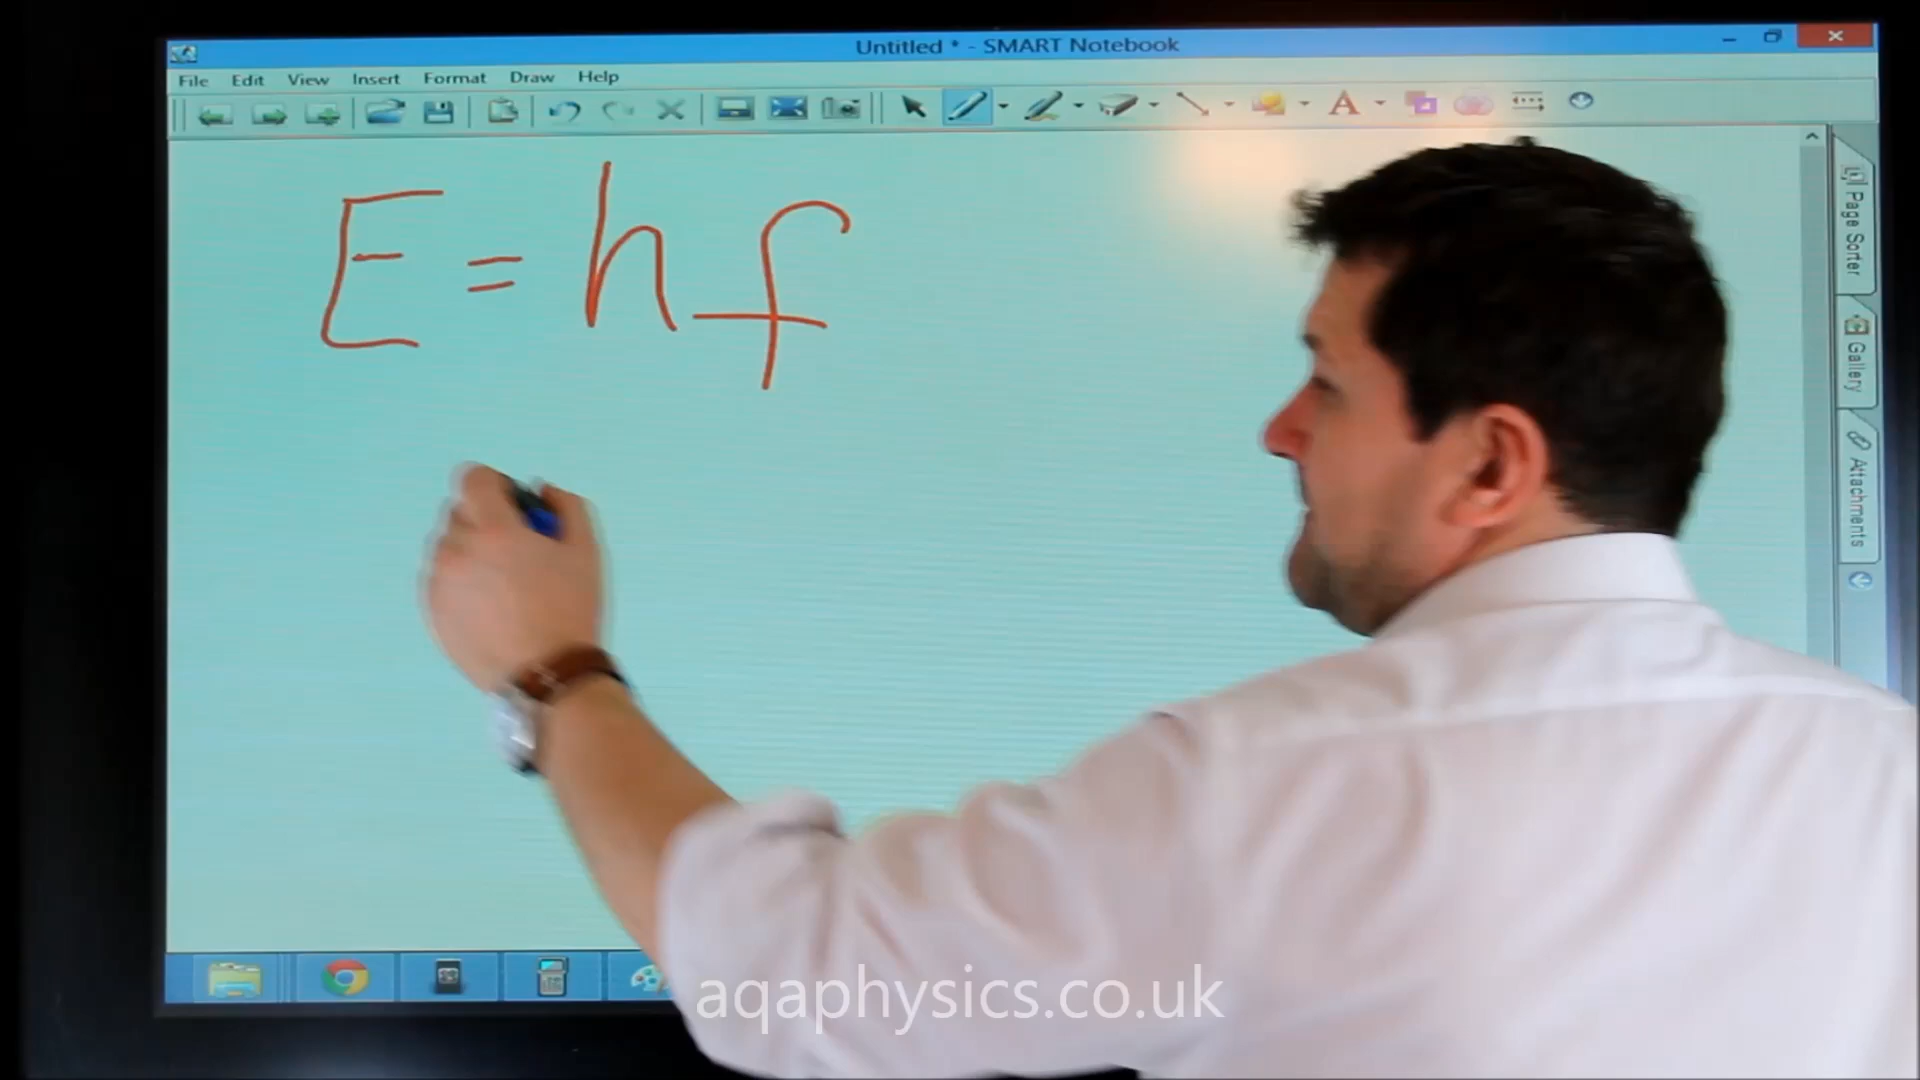 Untitled * - SMART Notebook
File Edit View Insert Format Draw Help
E = hf
Page Sorter
Gallery
Attachments
aqaphysics.co.uk